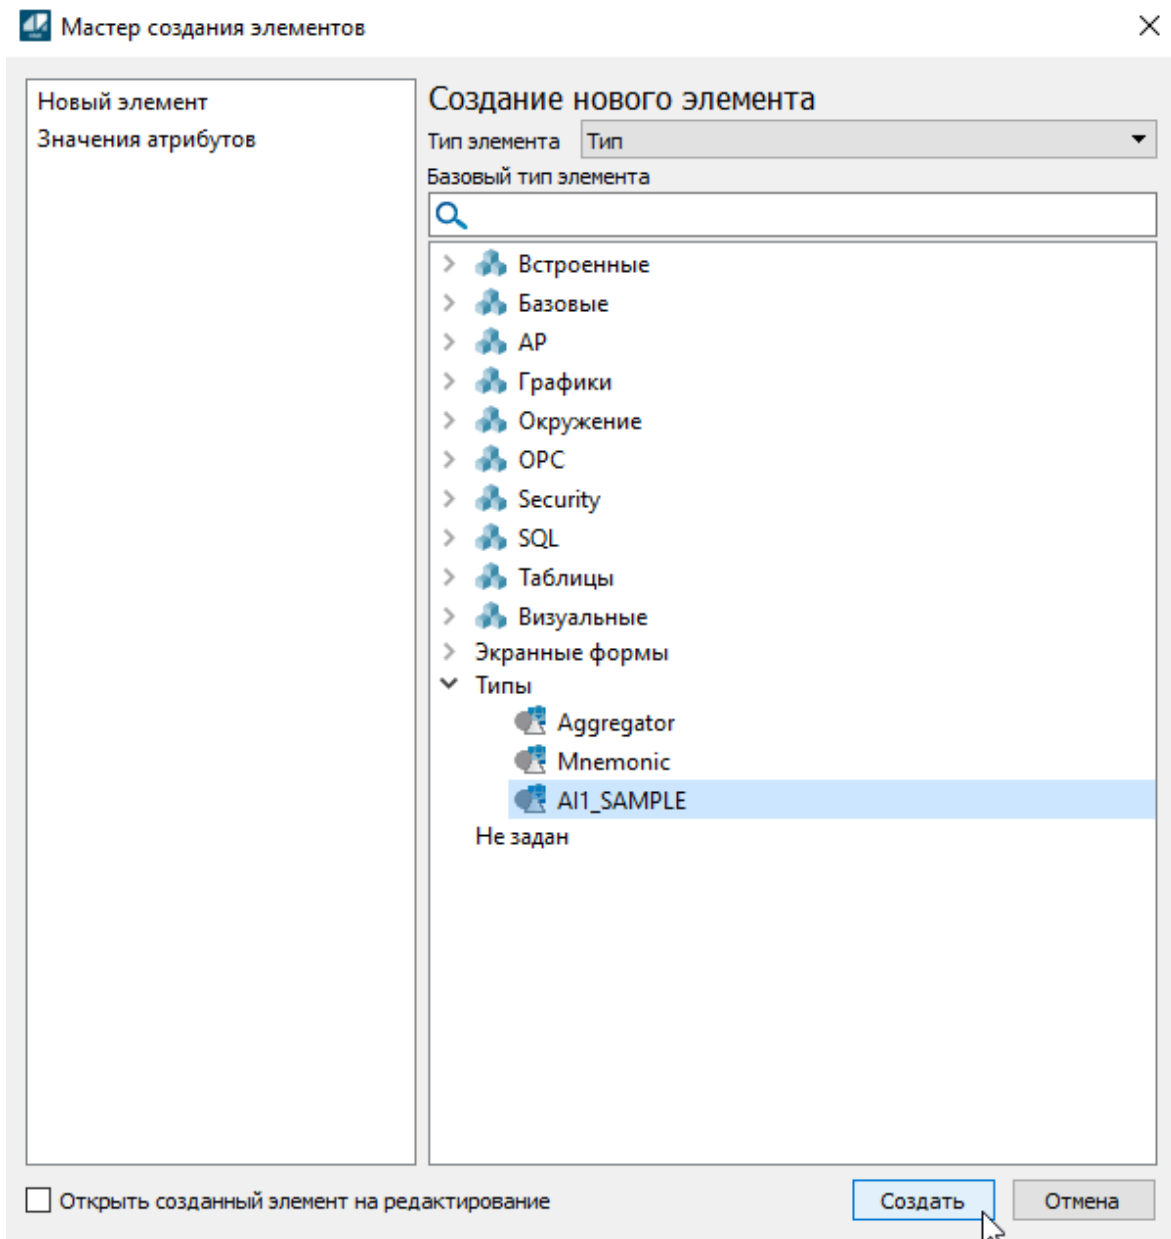 Мастер создания элементов
Новый элемент
Значения атрибутов
Создание нового элемента
Тип элемента Тип
Базовый тип элемента
Встроенные
Базовые
AP
Графики
Окружение
OPC
Security
SQL
Таблицы
Визуальные
Экранные формы
Типы
Aggregator
Mnemonic
AI1_SAMPLE
Не задан
Открыть созданный элемент на редактирование
Создать
Отмена